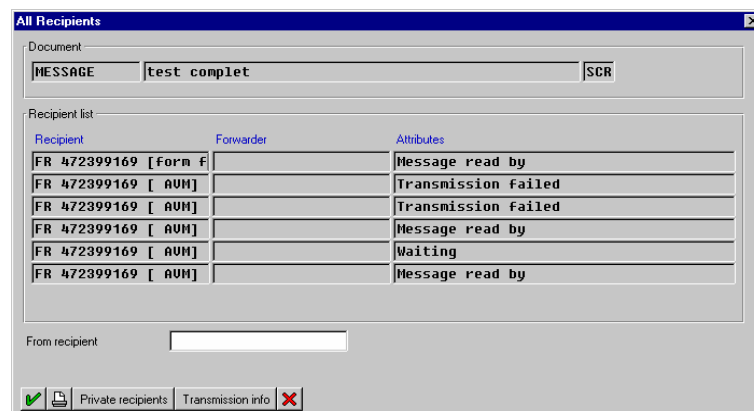 All Recipients
Document
MESSAGE test complet SCR
Recipient list
Recipient Forwarder Attributes
FR 472399169 [form f Message read by
FR 472399169 [ AVM] Transmission failed
FR 472399169 [ AVM] Transmission failed
FR 472399169 [ AVM] Message read by
FR 472399169 [ AVM] Waiting
FR 472399169 [ AVM] Message read by
From recipient
Private recipients Transmission info